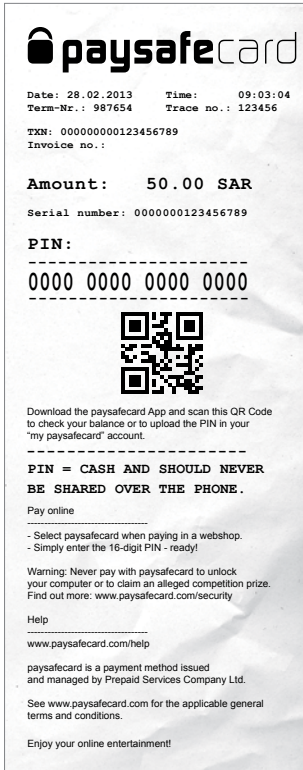 paysafecard
Date: 28.02.2013 Time: 09:03:04
Term-Nr.: 987654 Trace no.: 123456
TXN: 000000000123456789
Invoice no.:
Amount: 50.00 SAR
Serial number: 0000000123456789
PIN:
----------------------
0000 0000 0000 0000
----------------------
Download the paysafecard App and scan this QR Code
to check your balance or to upload the PIN in your
“my paysafecard” account.
----------------------
PIN = CASH AND SHOULD NEVER
BE SHARED OVER THE PHONE.
Pay online
------------------------------------
- Select paysafecard when paying in a webshop.
- Simply enter the 16-digit PIN - ready!
Warning: Never pay with paysafecard to unlock
your computer or to claim an alleged competition prize.
Find out more: www.paysafecard.com/security
Help
------------------------------------
www.paysafecard.com/help
paysafecard is a payment method issued
and managed by Prepaid Services Company Ltd.
See www.paysafecard.com for the applicable general
terms and conditions.
Enjoy your online entertainment!